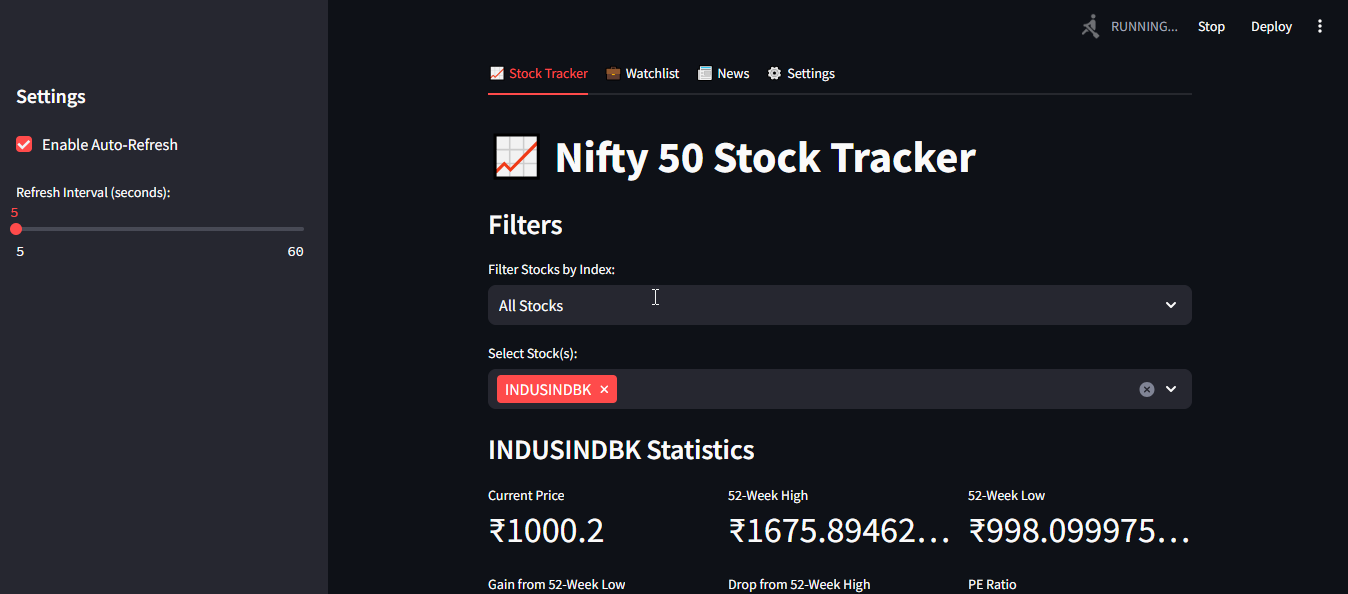 RUNNING... Stop Deploy
Stock Tracker Watchlist News Settings
Settings
Enable Auto-Refresh
Refresh Interval (seconds):
5
5 60
Nifty 50 Stock Tracker
Filters
Filter Stocks by Index:
All Stocks
Select Stock(s):
INDUSINDBK
INDUSINDBK Statistics
Current Price 52-Week High 52-Week Low
₹1000.2 ₹1675.89462... ₹998.099975...
Gain from 52-Week Low Drop from 52-Week High PE Ratio